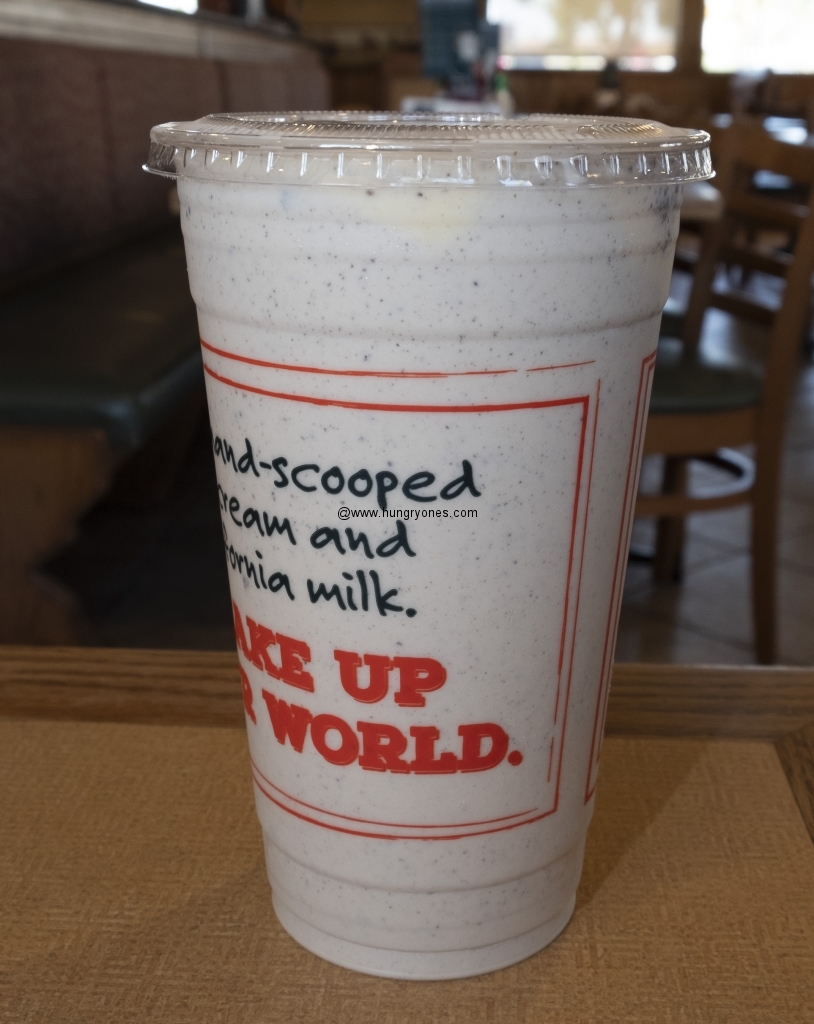 and-scooped
@www.hungryones.com
ream and
ornia milk.
AKE UP
R WORLD.